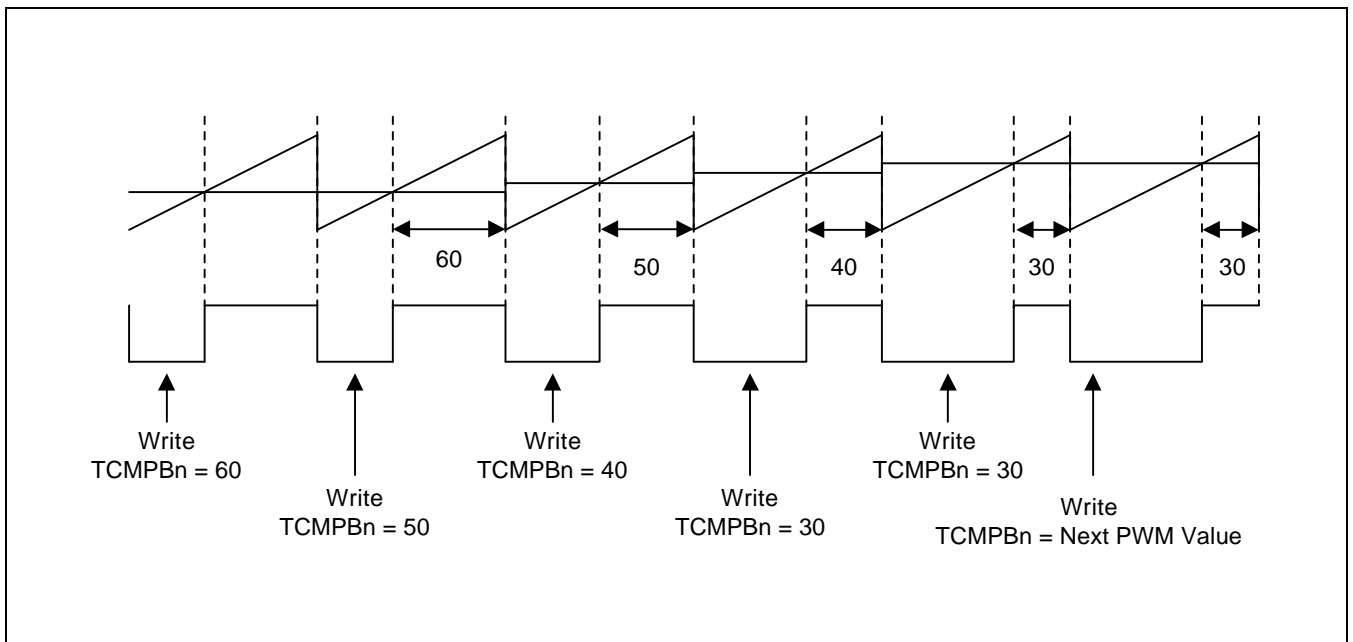 60
50
40
30
30
Write
TCMPBn = 60
Write
TCMPBn = 50
Write
TCMPBn = 40
Write
TCMPBn = 30
Write
TCMPBn = 30
Write
TCMPBn = Next PWM Value